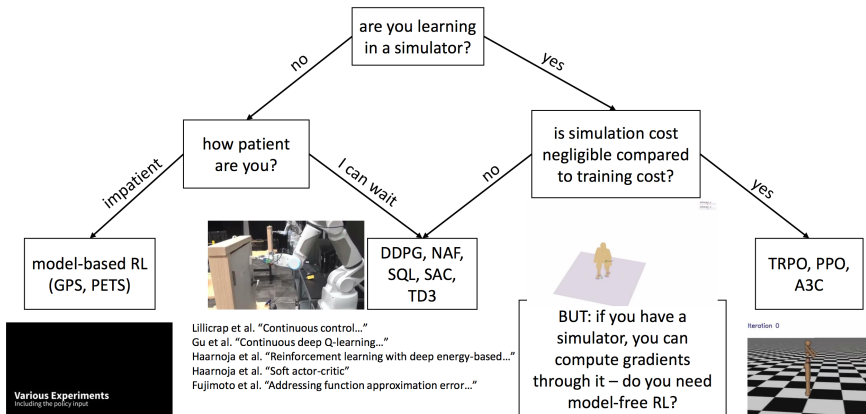 are you learning
in a simulator?
no
yes
how patient
are you?
is simulation cost
negligible compared
to training cost?
impatient
I can wait
no
yes
model-based RL
(GPS, PETS)
DDPG, NAF,
SQL, SAC,
TD3
TRPO, PPO,
A3C
Lillicrap et al. “Continuous control…”
Gu et al. “Continuous deep Q-learning…”
Haarnoja et al. “Reinforcement learning with deep energy-based…”
Haarnoja et al. “Soft actor-critic”
Fujimoto et al. “Addressing function approximation error…”
BUT: if you have a
simulator, you can
compute gradients
through it – do you need
model-free RL?
Various Experiments
Including the policy input
Iteration 0